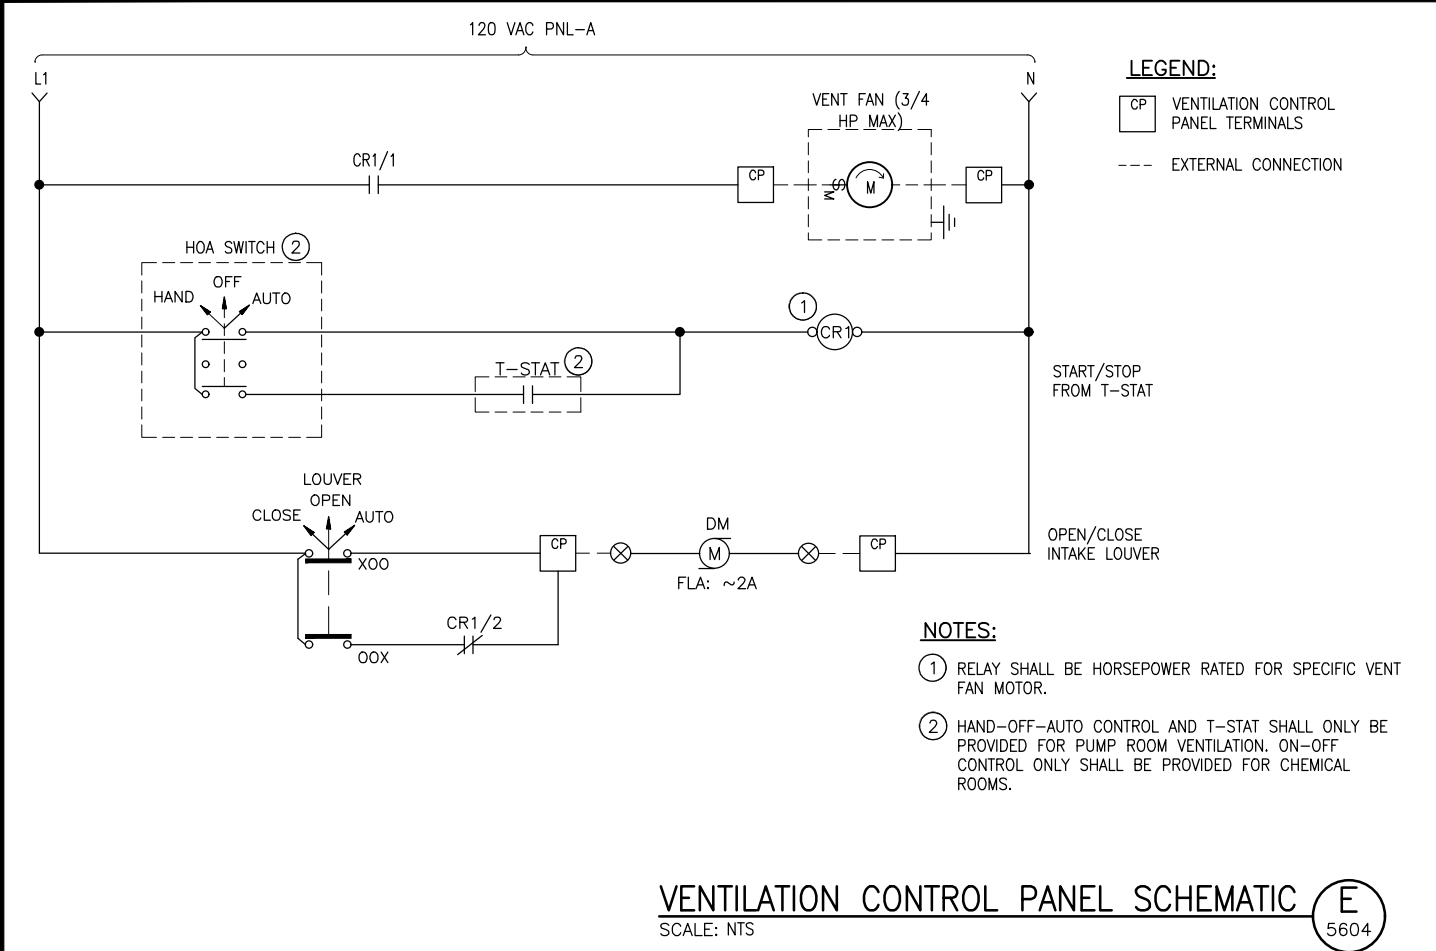 120 VAC PNL-A
L1
N
LEGEND:
CP
VENTILATION CONTROL
PANEL TERMINALS
--- EXTERNAL CONNECTION
VENT FAN (3/4
HP MAX)
CR1/1
CP
S
M
M
CP
HOA SWITCH 2
OFF
HAND
AUTO
1
CR1
T-STAT 2
START/STOP
FROM T-STAT
LOUVER
OPEN
CLOSE
AUTO
XOO
CP
DM
M
FLA: ~2A
CP
OPEN/CLOSE
INTAKE LOUVER
CR1/2
OOX
NOTES:
1 RELAY SHALL BE HORSEPOWER RATED FOR SPECIFIC VENT
FAN MOTOR.
2 HAND-OFF-AUTO CONTROL AND T-STAT SHALL ONLY BE
PROVIDED FOR PUMP ROOM VENTILATION. ON-OFF
CONTROL ONLY SHALL BE PROVIDED FOR CHEMICAL
ROOMS.
VENTILATION CONTROL PANEL SCHEMATIC
SCALE: NTS
E
5604